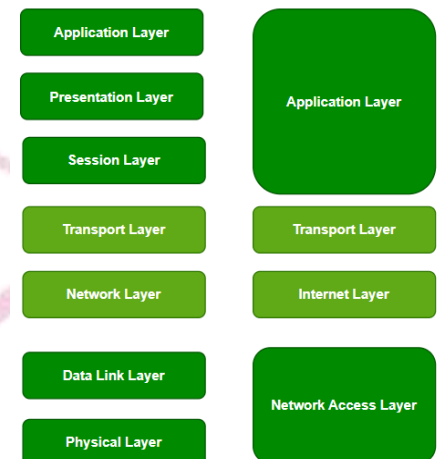 Application Layer
Presentation Layer
Session Layer
Transport Layer
Network Layer
Data Link Layer
Physical Layer
Application Layer
Transport Layer
Internet Layer
Network Access Layer